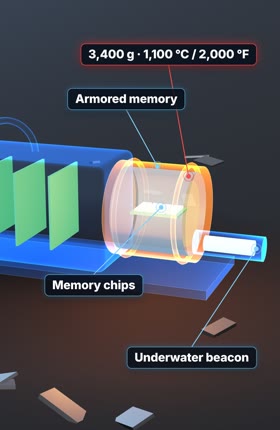 3,400 g · 1,100 °C / 2,000 °F
Armored memory
Memory chips
Underwater beacon